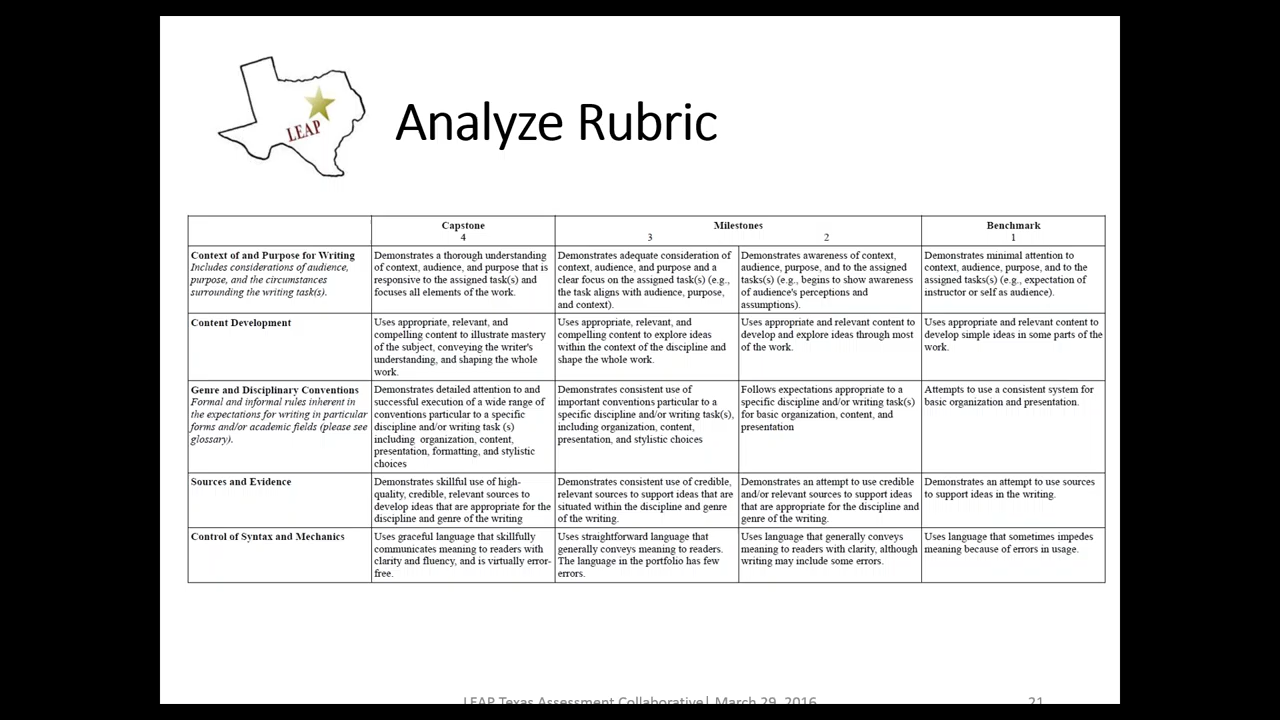 LEAP
Analyze Rubric
Capstone
4
Milestones
3 2
Benchmark
1
Context of and Purpose for Writing
Includes considerations of audience,
purpose, and the circumstances
surrounding the writing task(s).
Demonstrates a thorough understanding
of context, audience, and purpose that is
responsive to the assigned task(s) and
focuses all elements of the work.
Demonstrates adequate consideration of
context, audience, and purpose and a
clear focus on the assigned task(s) (e.g.,
the task aligns with audience, purpose,
and context).
Demonstrates awareness of context,
audience, purpose, and to the assigned
tasks(s) (e.g., begins to show awareness
of audience's perceptions and
assumptions).
Demonstrates minimal attention to
context, audience, purpose, and to the
assigned tasks(s) (e.g., expectation of
instructor or self as audience).
Content Development
Uses appropriate, relevant, and
compelling content to illustrate mastery
of the subject, conveying the writer's
understanding, and shaping the whole
work.
Uses appropriate, relevant, and
compelling content to explore ideas
within the context of the discipline and
shape the whole work.
Uses appropriate and relevant content to
develop and explore ideas through most
of the work.
Uses appropriate and relevant content to
develop simple ideas in some parts of the
work.
Genre and Disciplinary Conventions
Formal and informal rules inherent in
the expectations for writing in particular
forms and/or academic fields (please see
glossary).
Demonstrates detailed attention to and
successful execution of a wide range of
conventions particular to a specific
discipline and/or writing task (s)
including organization, content,
presentation, formatting, and stylistic
choices
Demonstrates consistent use of
important conventions particular to a
specific discipline and/or writing task(s),
including organization, content,
presentation, and stylistic choices
Follows expectations appropriate to a
specific discipline and/or writing task(s)
for basic organization, content, and
presentation
Attempts to use a consistent system for
basic organization and presentation.
Sources and Evidence
Demonstrates skillful use of high-
quality, credible, relevant sources to
develop ideas that are appropriate for the
discipline and genre of the writing
Demonstrates consistent use of credible,
relevant sources to support ideas that are
situated within the discipline and genre
of the writing.
Demonstrates an attempt to use credible
and/or relevant sources to support ideas
that are appropriate for the discipline and
genre of the writing.
Demonstrates an attempt to use sources
to support ideas in the writing.
Control of Syntax and Mechanics
Uses graceful language that skillfully
communicates meaning to readers with
clarity and fluency, and is virtually error-
free.
Uses straightforward language that
generally conveys meaning to readers.
The language in the portfolio has few
errors.
Uses language that generally conveys
meaning to readers with clarity, although
writing may include some errors.
Uses language that sometimes impedes
meaning because of errors in usage.
LEAP Texas Assessment Collaborative| March 29, 2016 21